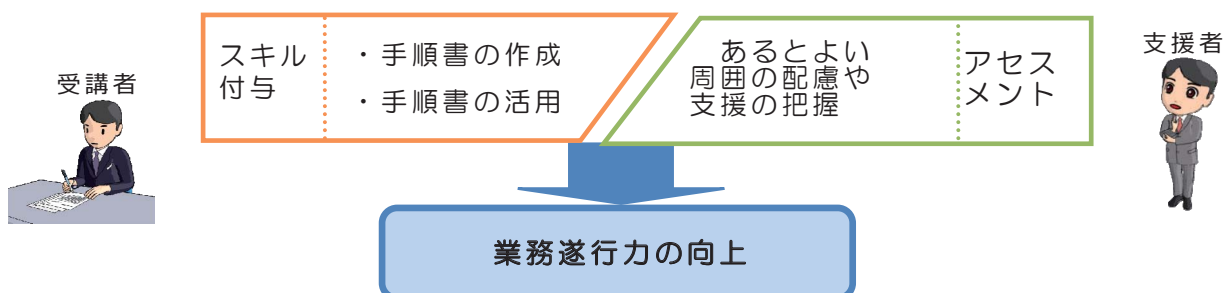 受講者
スキル
付与
・手順書の作成
・手順書の活用
あるとよい
周囲の配慮や
支援の把握
アセス
メント
支援者
業務遂行力の向上